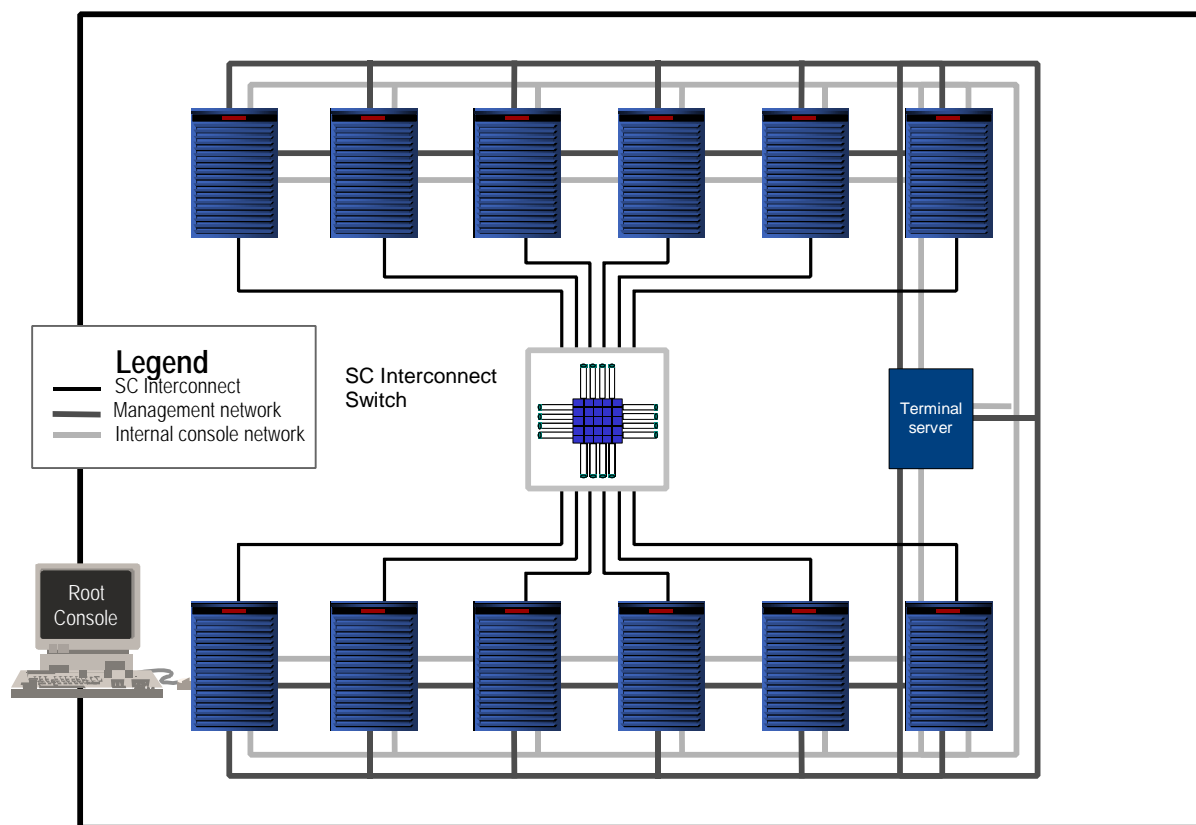 Legend
SC Interconnect
Management network
Internal console network
SC Interconnect
Switch
Terminal
server
Root
Console